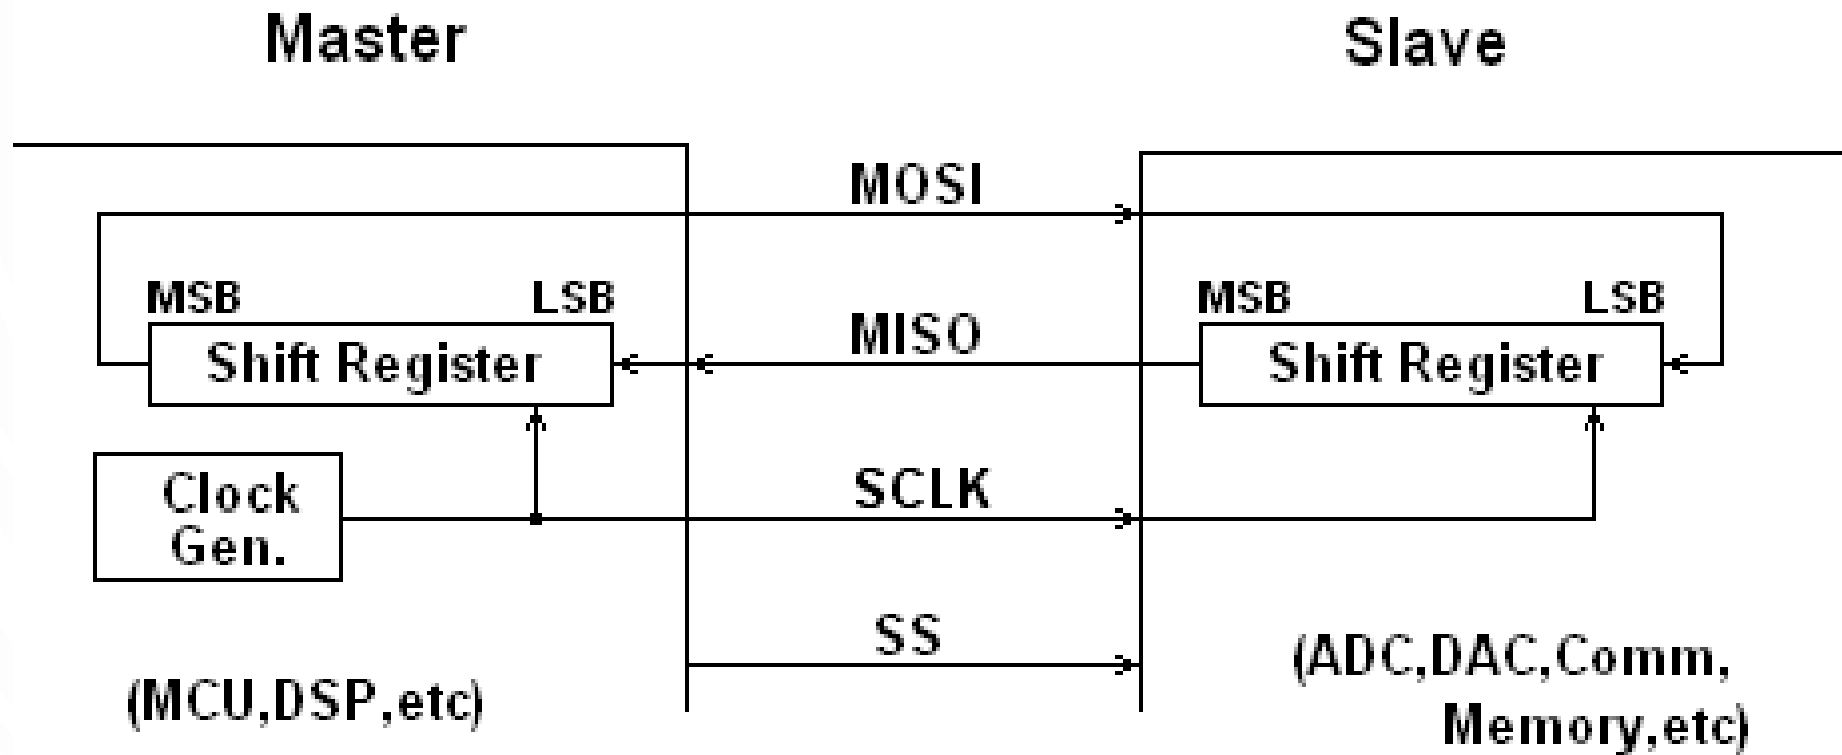 Master
Slave
MOSI
MSB
LSB
MISO
Shift Register
MSB
LSB
Shift Register
Clock
Gen.
SCLK
SS
(MCU,DSP,etc)
(ADC,DAC,Comm,
Memory,etc)